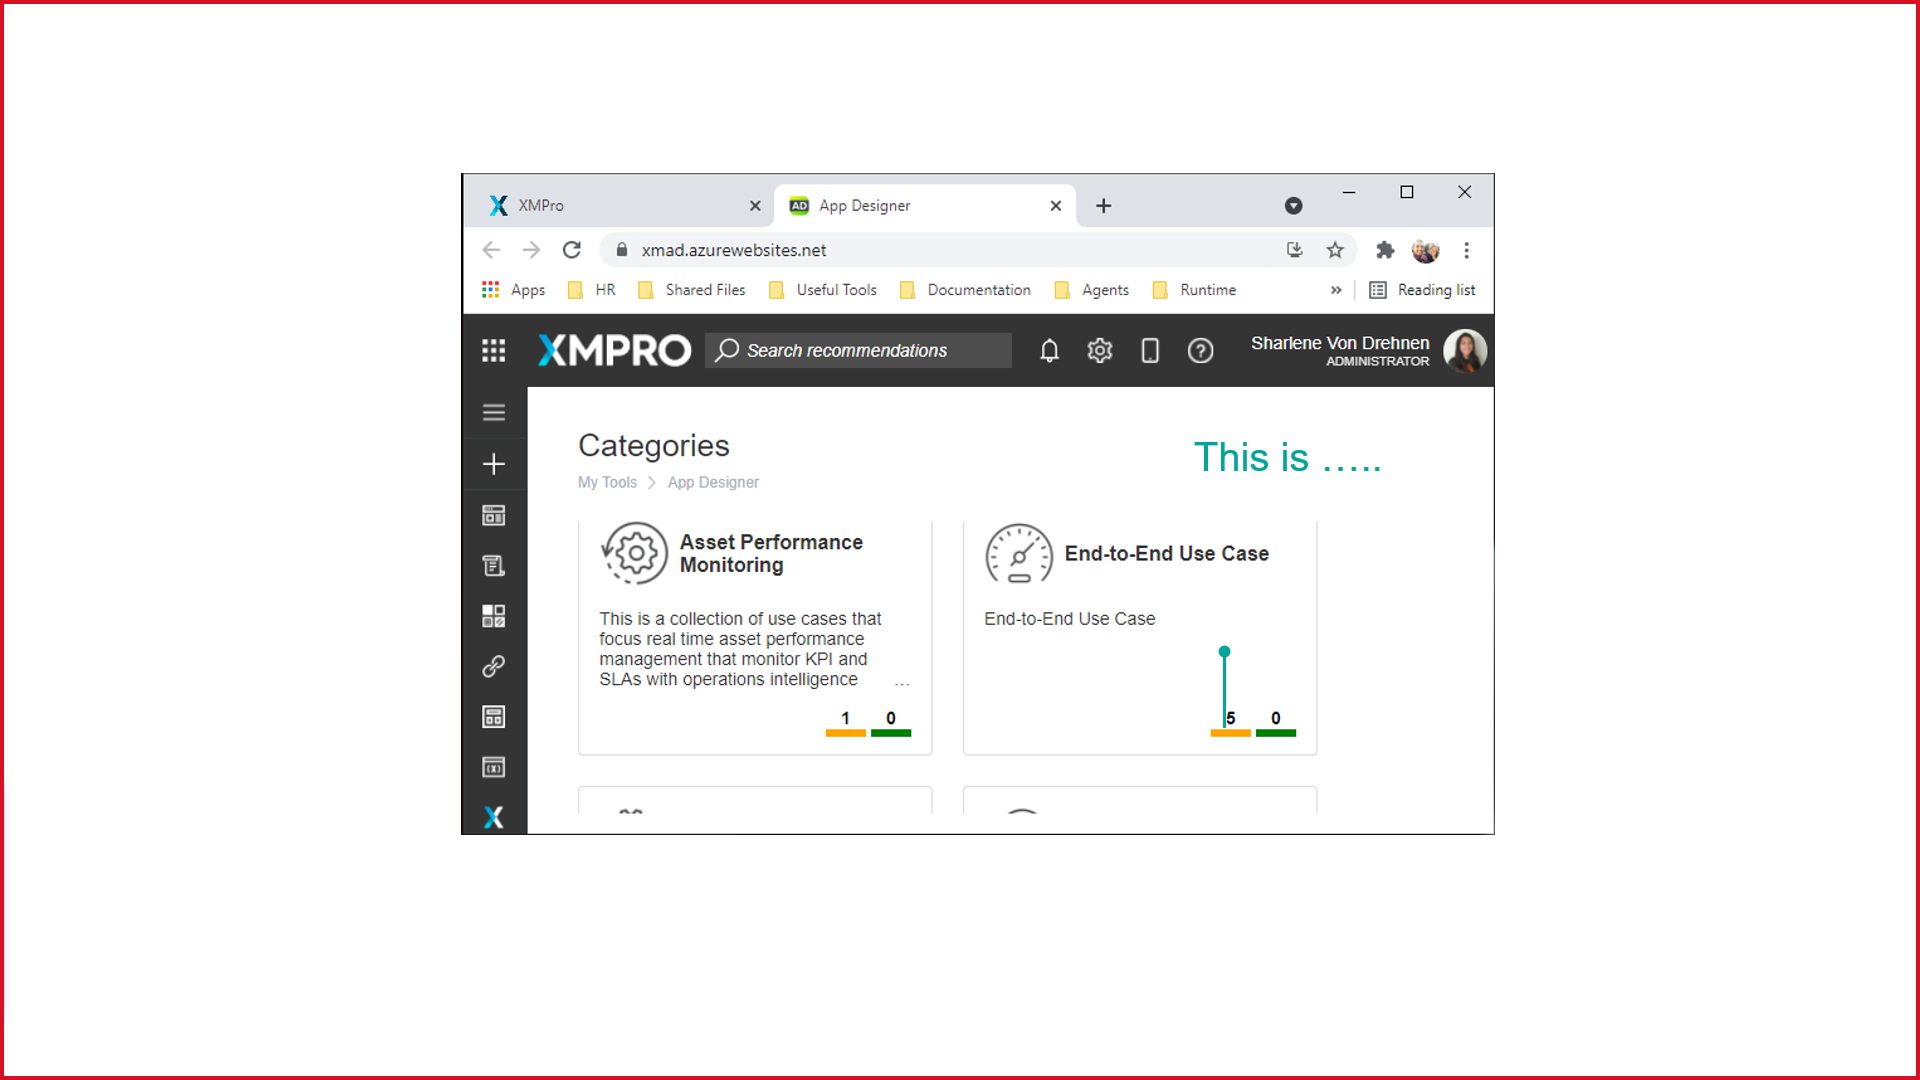 XMPro
App Designer
xmad.azurewebsites.net
Apps HR Shared Files Useful Tools Documentation Agents Runtime » Reading list
XMPRO Search recommendations Sharlene Von Drehnen
ADMINISTRATOR
Categories
This is .....
My Tools > App Designer
Asset Performance
Monitoring
This is a collection of use cases that
focus real time asset performance
management that monitor KPI and
SLAs with operations intelligence ...
1 0
End-to-End Use Case
End-to-End Use Case
5 0